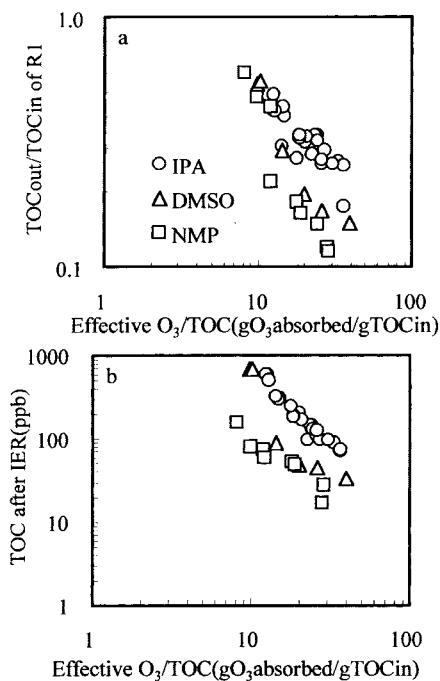 1.0
a
TOCout/TOCin of R1
IPA
DMSO
NMP
0.1
1
10
100
Effective O₃/TOC(gO₃absorbed/gTOCin)
1000
b
100
TOC after IER(ppb)
10
1
1
10
100
Effective O₃/TOC(gO₃absorbed/gTOCin)